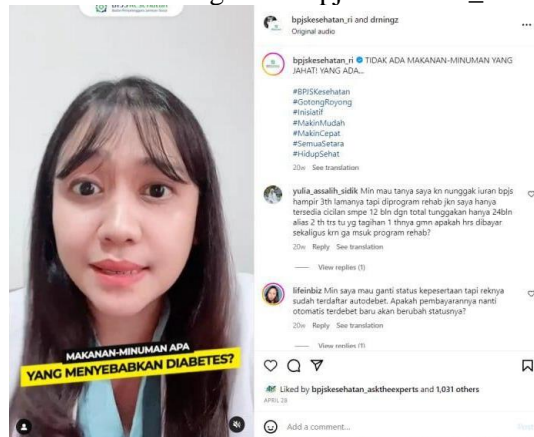 BPJS Kesehatan
bpjskesehatan_ri and drningz
Original audio
bpjskesehatan_ri TIDAK ADA MAKANAN-MINUMAN YANG
JAHAT! YANG ADA...
#BPJSKesehatan
#GotongRoyong
#Inisiatif
#MakinMudah
#MakinCepat
#SemuaSetara
#HidupSehat
20w See translation
yulia_assalih_sidik Min mau tanya saya kn nunggak iuran bpjs
hampir 3th lamanya tapi diprogram rehab jkn saya hanya
tersedia cicilan smpe 12 bln dgn total tunggakan hanya 24bln
alias 2 th trs tu yg tagihan 1 thnya gmn apakah hrs dibayar
sekaligus krn ga msuk program rehab?
20w Reply See translation
View replies (1)
lifeinbiz Min saya mau ganti status kepesertaan tapi reknya
sudah terdaftar autodebet. Apakah pembayarannya nanti
otomatis terdebet baru akan berubah statusnya?
20w Reply See translation
View replies (1)
MAKANAN-MINUMAN APA
YANG MENYEBABKAN DIABETES?
Liked by bpjskesehatan_asktheexperts and 1,031 others
APRIL 28
Add a comment...
Post